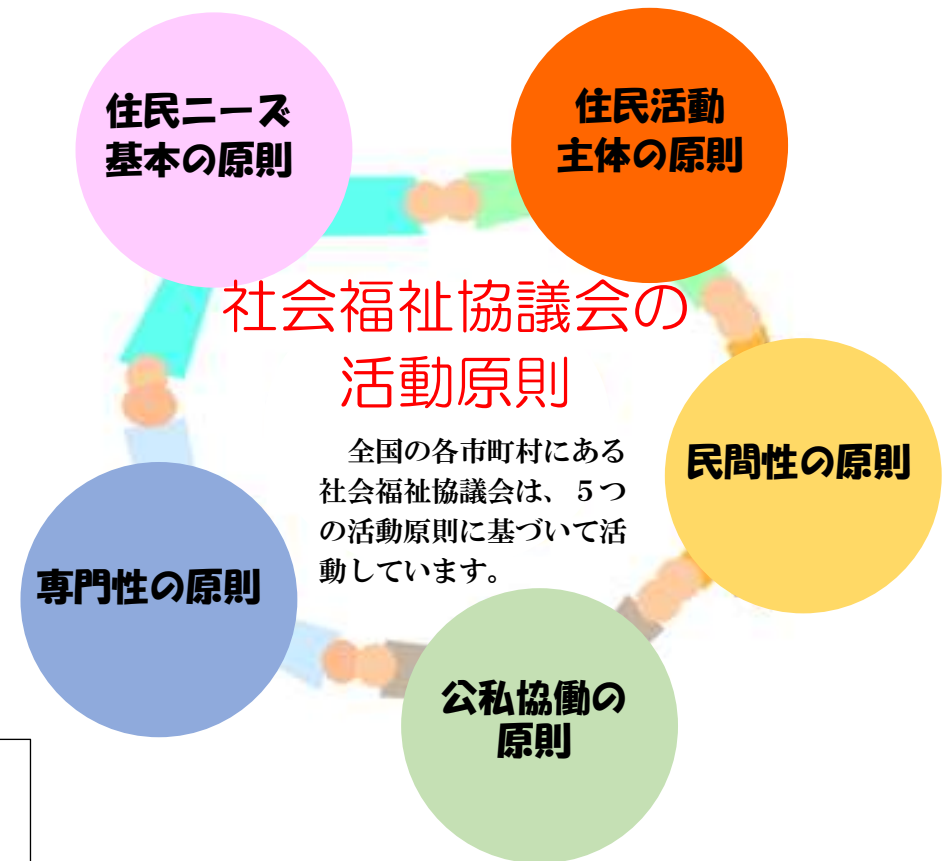 住民ニーズ
基本の原則
住民活動
主体の原則
社会福祉協議会の
活動原則
全国の各市町村にある
社会福祉協議会は、５つ
の活動原則に基づいて活
動しています。
民間性の原則
専門性の原則
公私協働の
原則